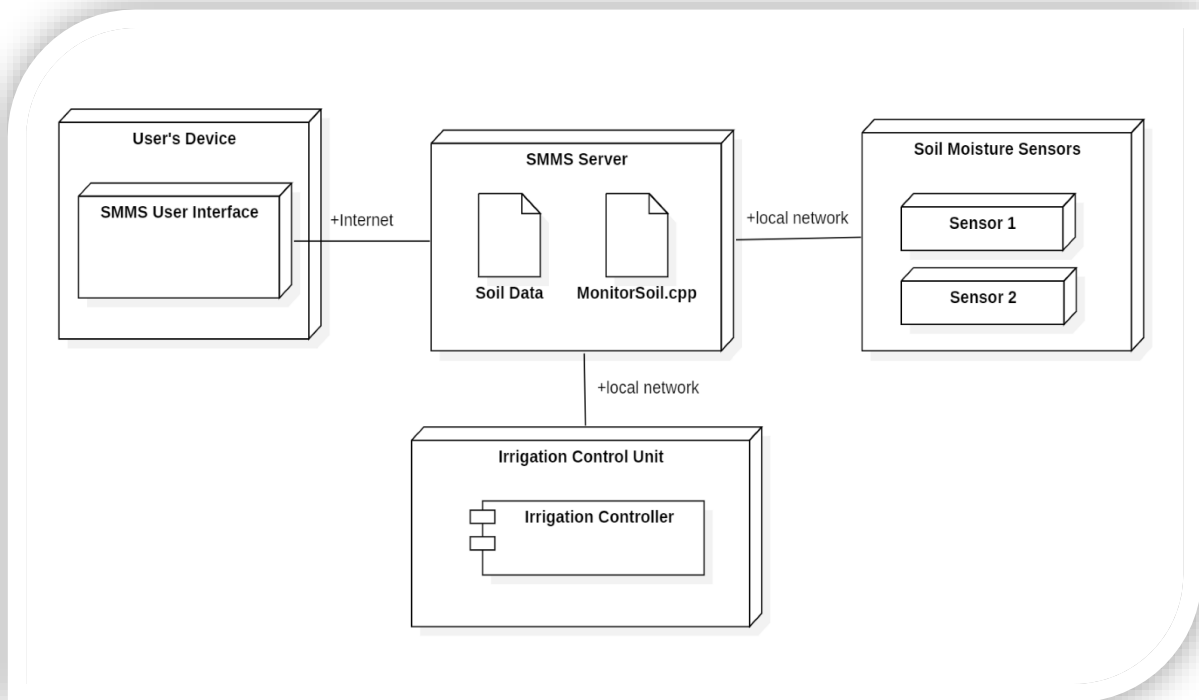 User's Device
SMMS User Interface
+Internet
SMMS Server
Soil Data
MonitorSoil.cpp
+local network
Soil Moisture Sensors
Sensor 1
Sensor 2
+local network
Irrigation Control Unit
Irrigation Controller